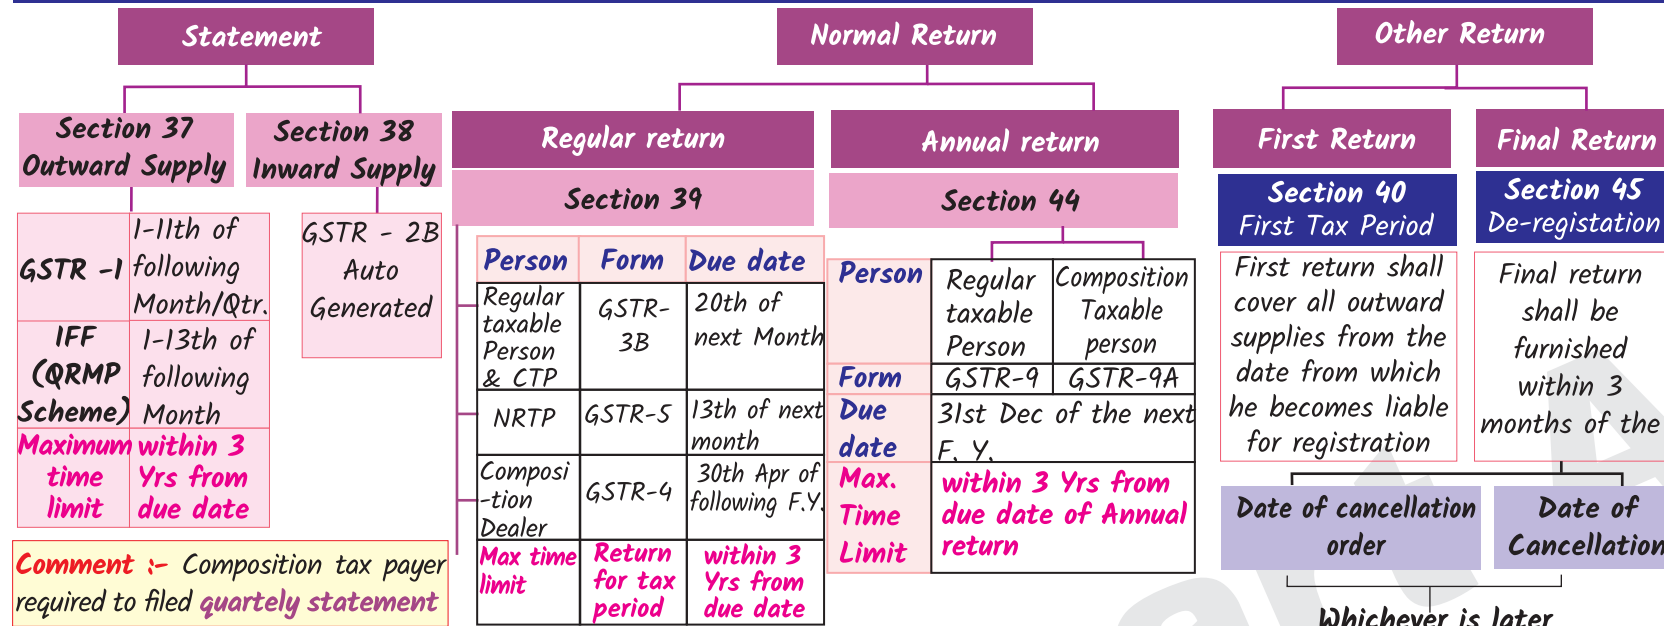 Statement
Normal Return
Other Return
Section 37
Outward Supply
Section 38
Inward Supply
Regular return
Annual return
First Return
Final Return
GSTR -1
1-11th of
following
Month/Qtr.
IFF
(QRMP
Scheme)
1-13th of
following
Month
Maximum
time
limit
within 3
Yrs from
due date
GSTR - 2B
Auto
Generated
Comment :- Composition tax payer
required to filed quartely statement
Section 39
Person Form Due date
Regular
taxable
Person
& CTP
GSTR-
3B
20th of
next Month
NRTP
GSTR-5
13th of next
month
Composi
-tion
Dealer
GSTR-4
30th Apr of
following F.Y.
Max time
limit
Return
for tax
period
within 3
Yrs from
due date
Section 44
Person
Regular
taxable
Person
Composition
Taxable
person
Form GSTR-9 GSTR-9A
Due
date
31st Dec of the next
F. Y.
Max.
Time
Limit
within 3 Yrs from
due date of Annual
return
Section 40
First Tax Period
First return shall
cover all outward
supplies from the
date from which
he becomes liable
for registration
Section 45
De-registation
Final return
shall be
furnished
within 3
months of the
Date of cancellation
order
Date of
Cancellation
Whichever is later